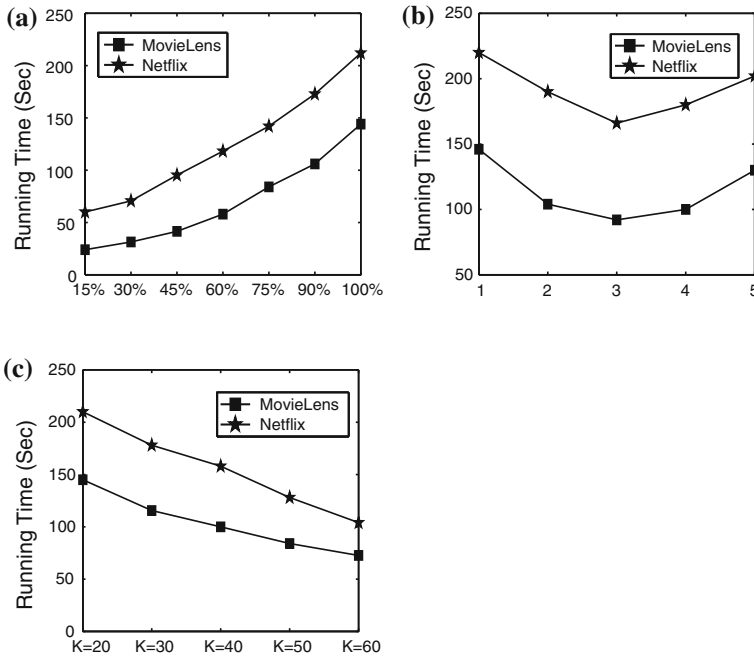 (a)
250
200
150
100
50
0
Running Time (Sec)
MovieLens
Netflix
15% 30% 45% 60% 75% 90% 100%
(b)
250
200
150
100
50
Running Time (Sec)
MovieLens
Netflix
1 2 3 4 5
(c)
250
200
150
100
50
0
Running Time (Sec)
MovieLens
Netflix
K=20 K=30 K=40 K=50 K=60